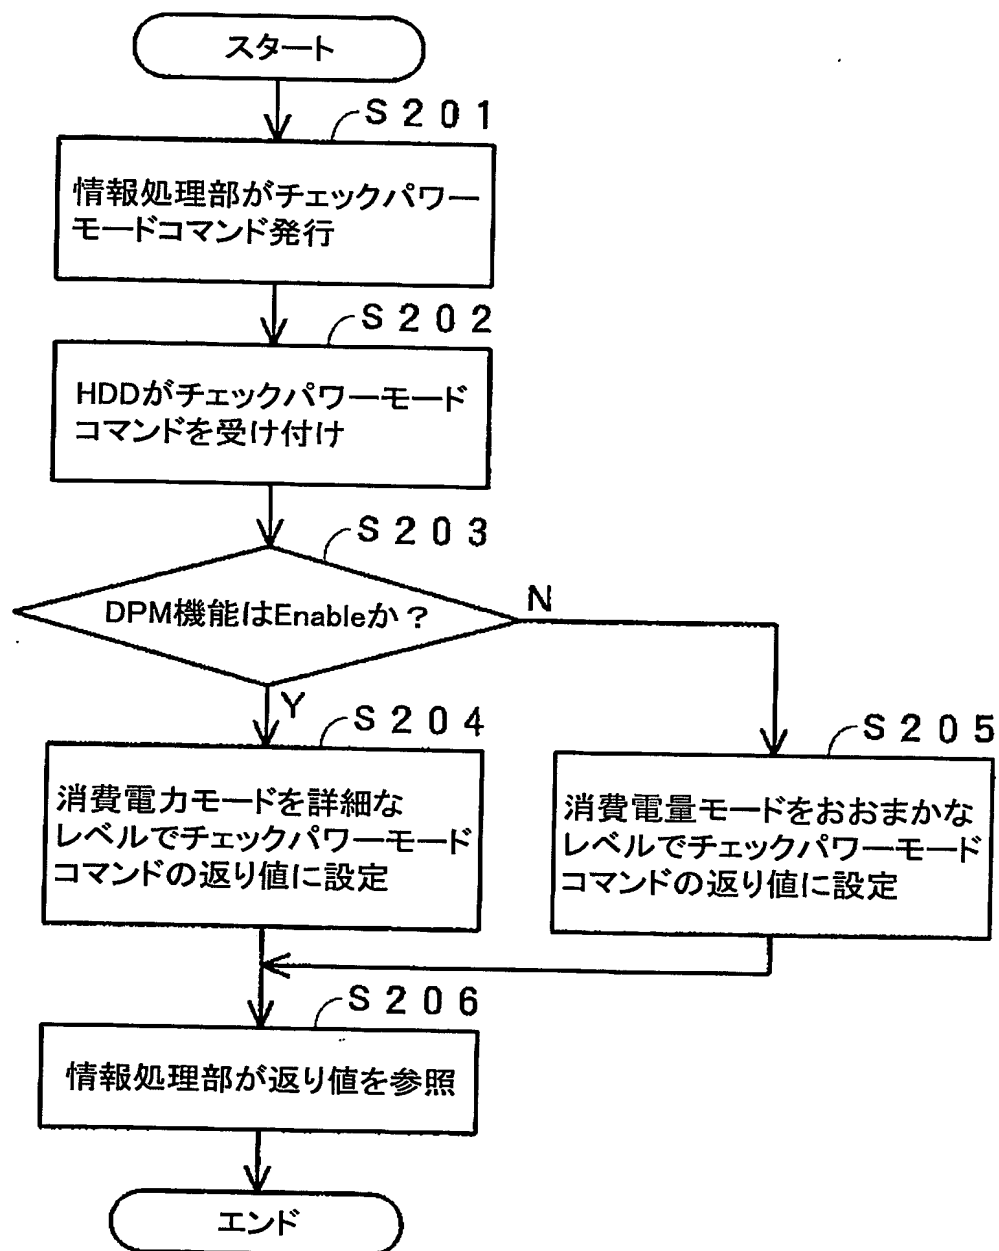 スタート
S201
情報処理部がチェックパワー
モードコマンド発行
S202
HDDがチェックパワーモード
コマンドを受け付け
S203
DPM機能はEnableか？
N
Y
S204
消費電力モードを詳細な
レベルでチェックパワーモード
コマンドの返り値に設定
S205
消費電量モードをおおまかな
レベルでチェックパワーモード
コマンドの返り値に設定
S206
情報処理部が返り値を参照
エンド